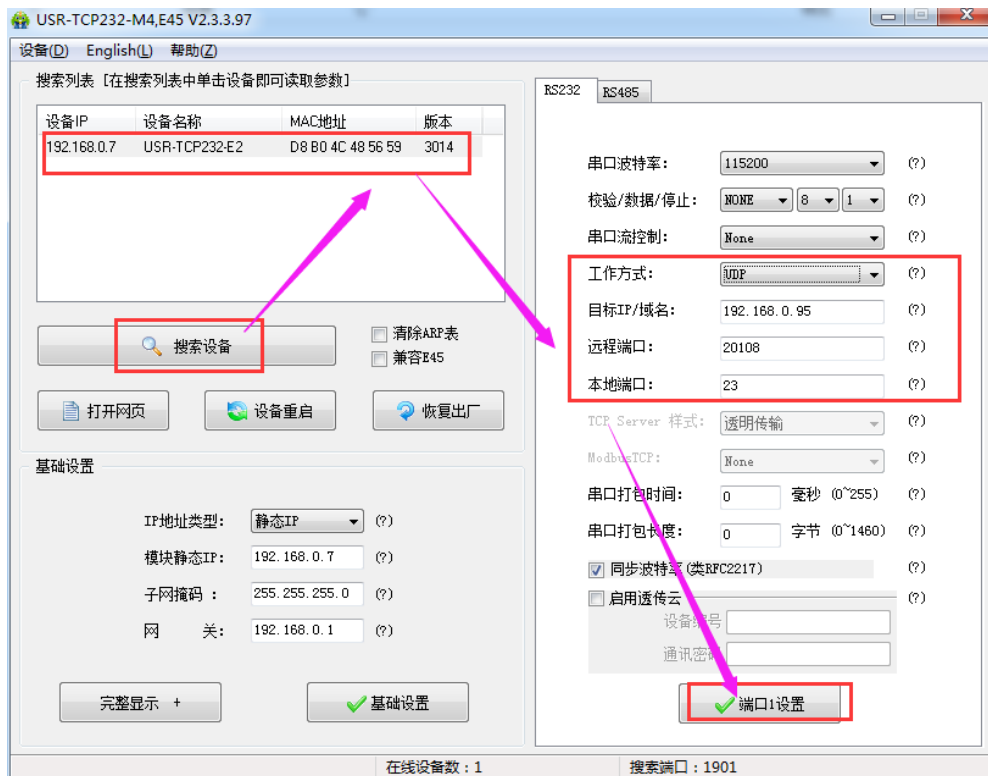 USR-TCP232-M4,E45 V2.3.3.97
设备(D) English(L) 帮助(Z)
搜索列表 [在搜索列表中单击设备即可读取参数]
设备IP 设备名称 MAC地址 版本
192.168.0.7 USR-TCP232-E2 D8 B0 4C 48 56 59 3014
搜索设备
清除ARP表
兼容E45
打开网页 设备重启 恢复出厂
基础设置
IP地址类型: 静态IP (?)
模块静态IP: 192.168.0.7 (?)
子网掩码 : 255.255.255.0 (?)
网 关: 192.168.0.1 (?)
完整显示 + 基础设置
RS232 RS485
串口波特率: 115200 (?)
校验/数据/停止: NONE 8 1 (?)
串口流控制: None (?)
工作方式: UDP (?)
目标IP/域名: 192.168.0.95 (?)
远程端口: 20108 (?)
本地端口: 23 (?)
TCP Server 样式: 透明传输 (?)
ModbusTCP: None (?)
串口打包时间: 0 毫秒 (0~255) (?)
串口打包长度: 0 字节 (0~1460) (?)
同步波特率(类RFC2217) (?)
启用透传云 (?)
设备编号
通讯密码
端口1设置
在线设备数：1 搜索端口：1901